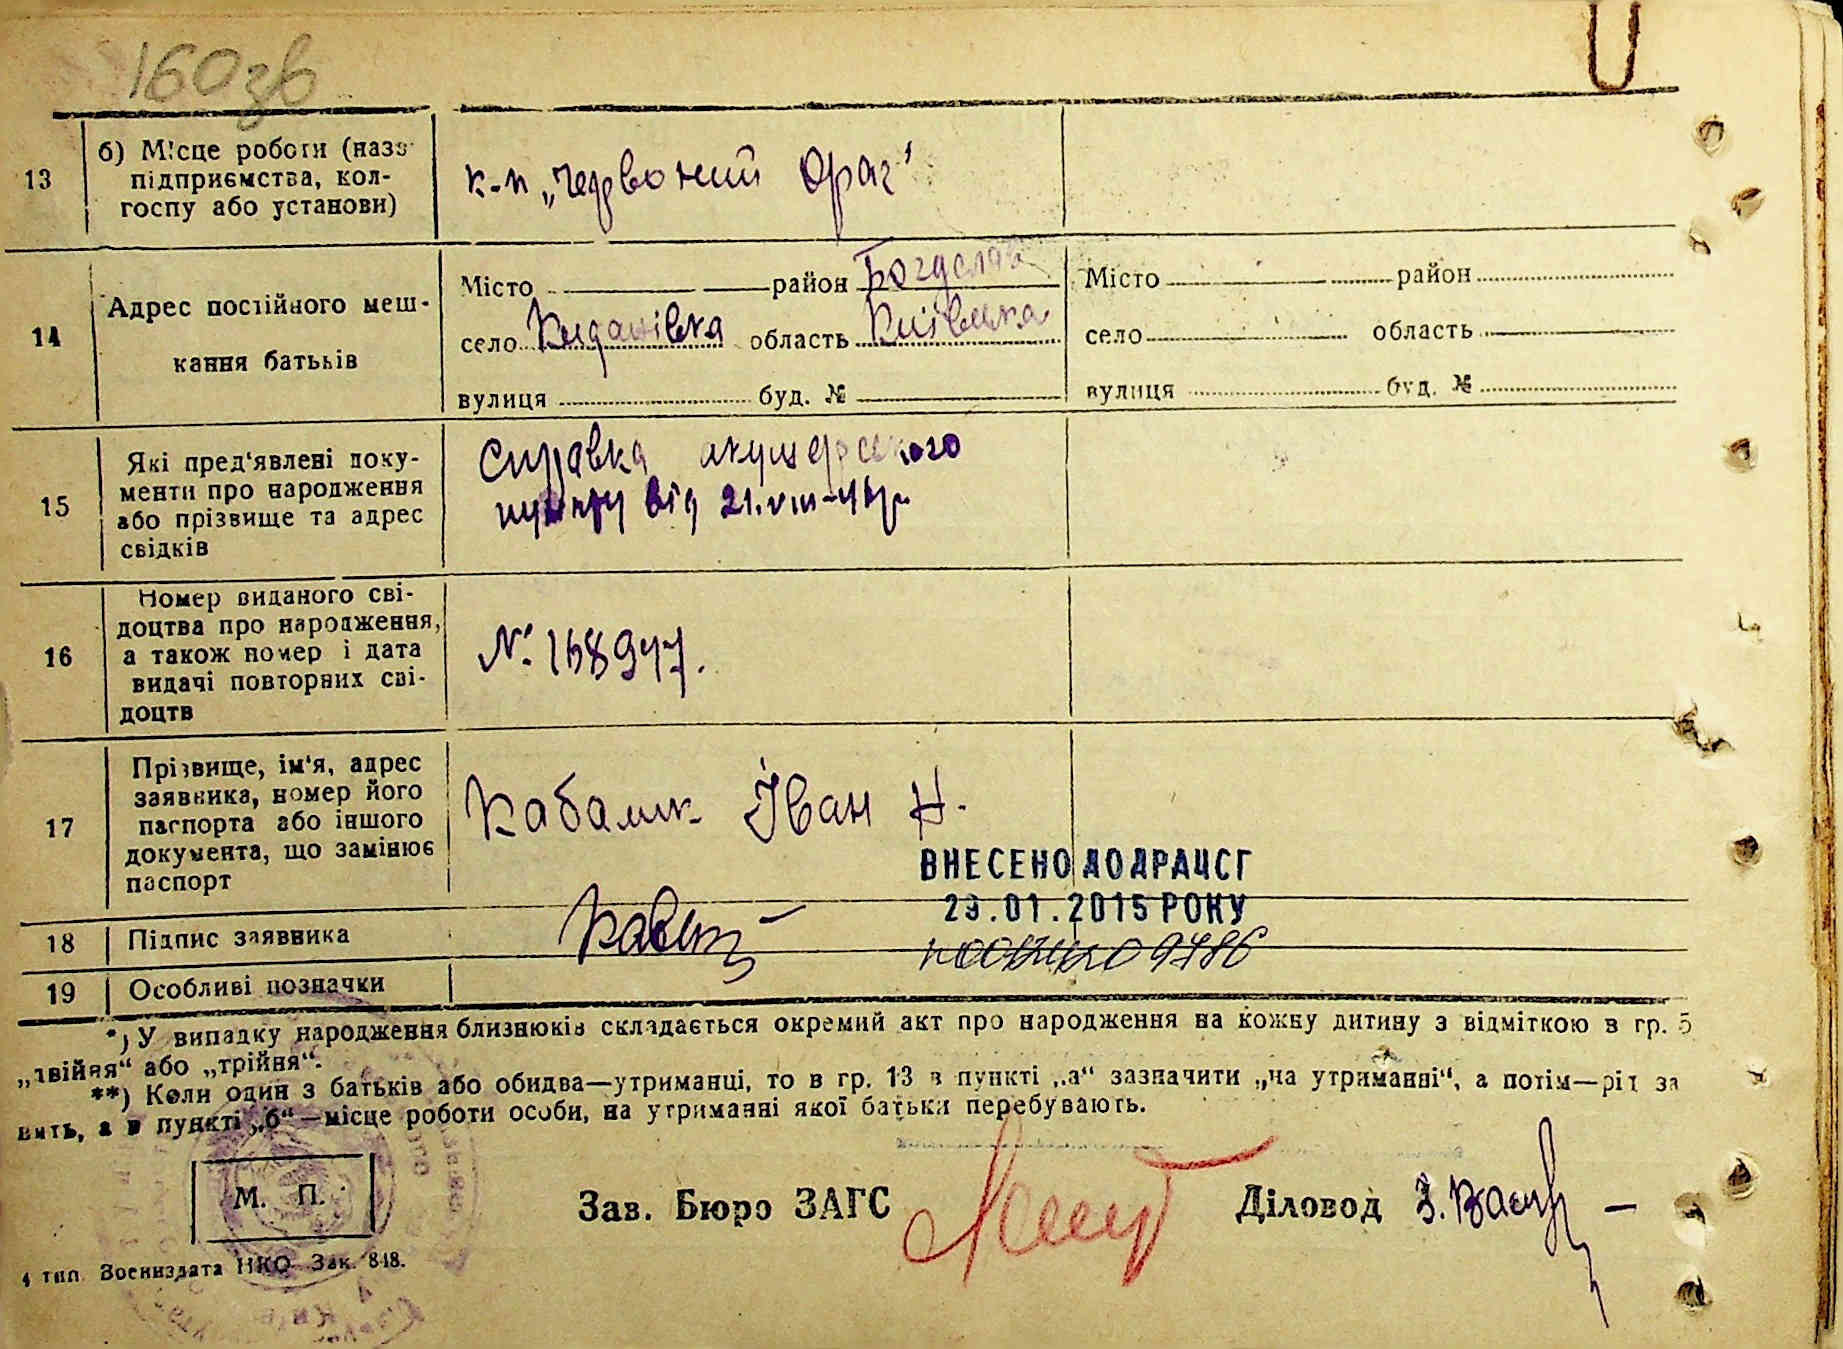 160зв
13
б) Місце роботи (назв
підприємства, кол-
госпу або установи)
к-п „Червоний Орач"
14
Адрес постійного меш-
кання батьків
Місто район Богуслав
село Киданівка область Київська
вулиця буд. №
Місто район
село область
вулиця буд. №
15
Які пред'явлені доку-
менти про народження
або прізвище та адрес
свідків
Справка акушерського
пункту від 21.VIII-41р.
16
Номер виданого сві-
доцтва про народження,
а також номер і дата
видачі повторних сві-
доцтв
№ 158947.
17
Прізвище, ім'я, адрес
заявника, номер його
паспорта або іншого
документа, що замінює
паспорт
Іван Н.
ВНЕСЕНО ДО ДРАЦСГ
29.01.2015 РОКУ
18
Підпис заявника
19
Особливі позначки
*) У випадку народження близнюків складається окремий акт про народження на кожну дитину з відміткою в гр. 5
„двійня“ або „трійня“.
**) Коли один з батьків або обидва—утриманці, то в гр. 13 в пункті „а“ зазначити „на утриманні“, а потім—рід за
нять, а в пункті „б“—місце роботи особи, на утриманні якої батьки перебувають.
М. П.
Зав. Бюро ЗАГС
Діловод
4 тип. Воениздата НКО Зак. 848.